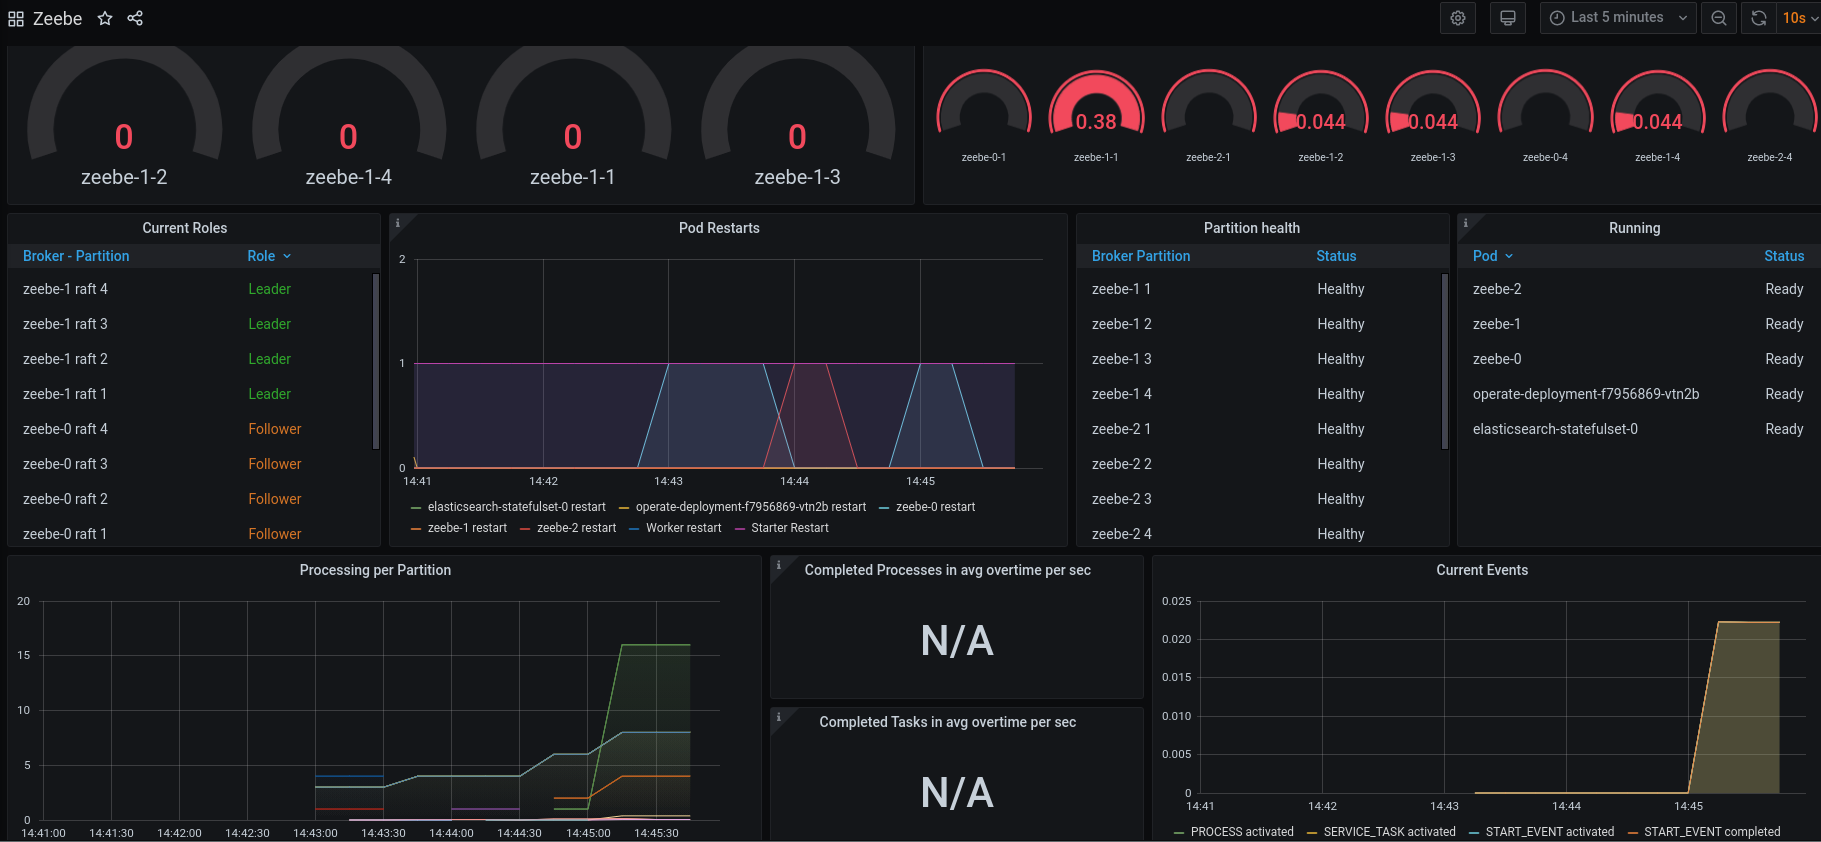 Zeebe
Last 5 minutes
10s
0 0 0 0
zeebe-1-2 zeebe-1-4 zeebe-1-1 zeebe-1-3
0.38 0.044 0.044 0.044
zeebe-0-1 zeebe-1-1 zeebe-2-1 zeebe-1-2 zeebe-1-3 zeebe-0-4 zeebe-1-4 zeebe-2-4
Current Roles
Broker - Partition Role
zeebe-1 raft 4 Leader
zeebe-1 raft 3 Leader
zeebe-1 raft 2 Leader
zeebe-1 raft 1 Leader
zeebe-0 raft 4 Follower
zeebe-0 raft 3 Follower
zeebe-0 raft 2 Follower
zeebe-0 raft 1 Follower
i
Pod Restarts
2
1
0
14:41 14:42 14:43 14:44 14:45
elasticsearch-statefulset-0 restart operate-deployment-f7956869-vtn2b restart zeebe-0 restart
zeebe-1 restart zeebe-2 restart Worker restart Starter Restart
Partition health
Broker Partition Status
zeebe-1 1 Healthy
zeebe-1 2 Healthy
zeebe-1 3 Healthy
zeebe-1 4 Healthy
zeebe-2 1 Healthy
zeebe-2 2 Healthy
zeebe-2 3 Healthy
zeebe-2 4 Healthy
i
Running
Pod Status
zeebe-2 Ready
zeebe-1 Ready
zeebe-0 Ready
operate-deployment-f7956869-vtn2b Ready
elasticsearch-statefulset-0 Ready
Processing per Partition
20
15
10
5
0
14:41:00 14:41:30 14:42:00 14:42:30 14:43:00 14:43:30 14:44:00 14:44:30 14:45:00 14:45:30
i
Completed Processes in avg overtime per sec
N/A
i
Completed Tasks in avg overtime per sec
N/A
Current Events
0.025
0.020
0.015
0.010
0.005
0
14:41 14:42 14:43 14:44 14:45
PROCESS activated SERVICE_TASK activated START_EVENT activated START_EVENT completed